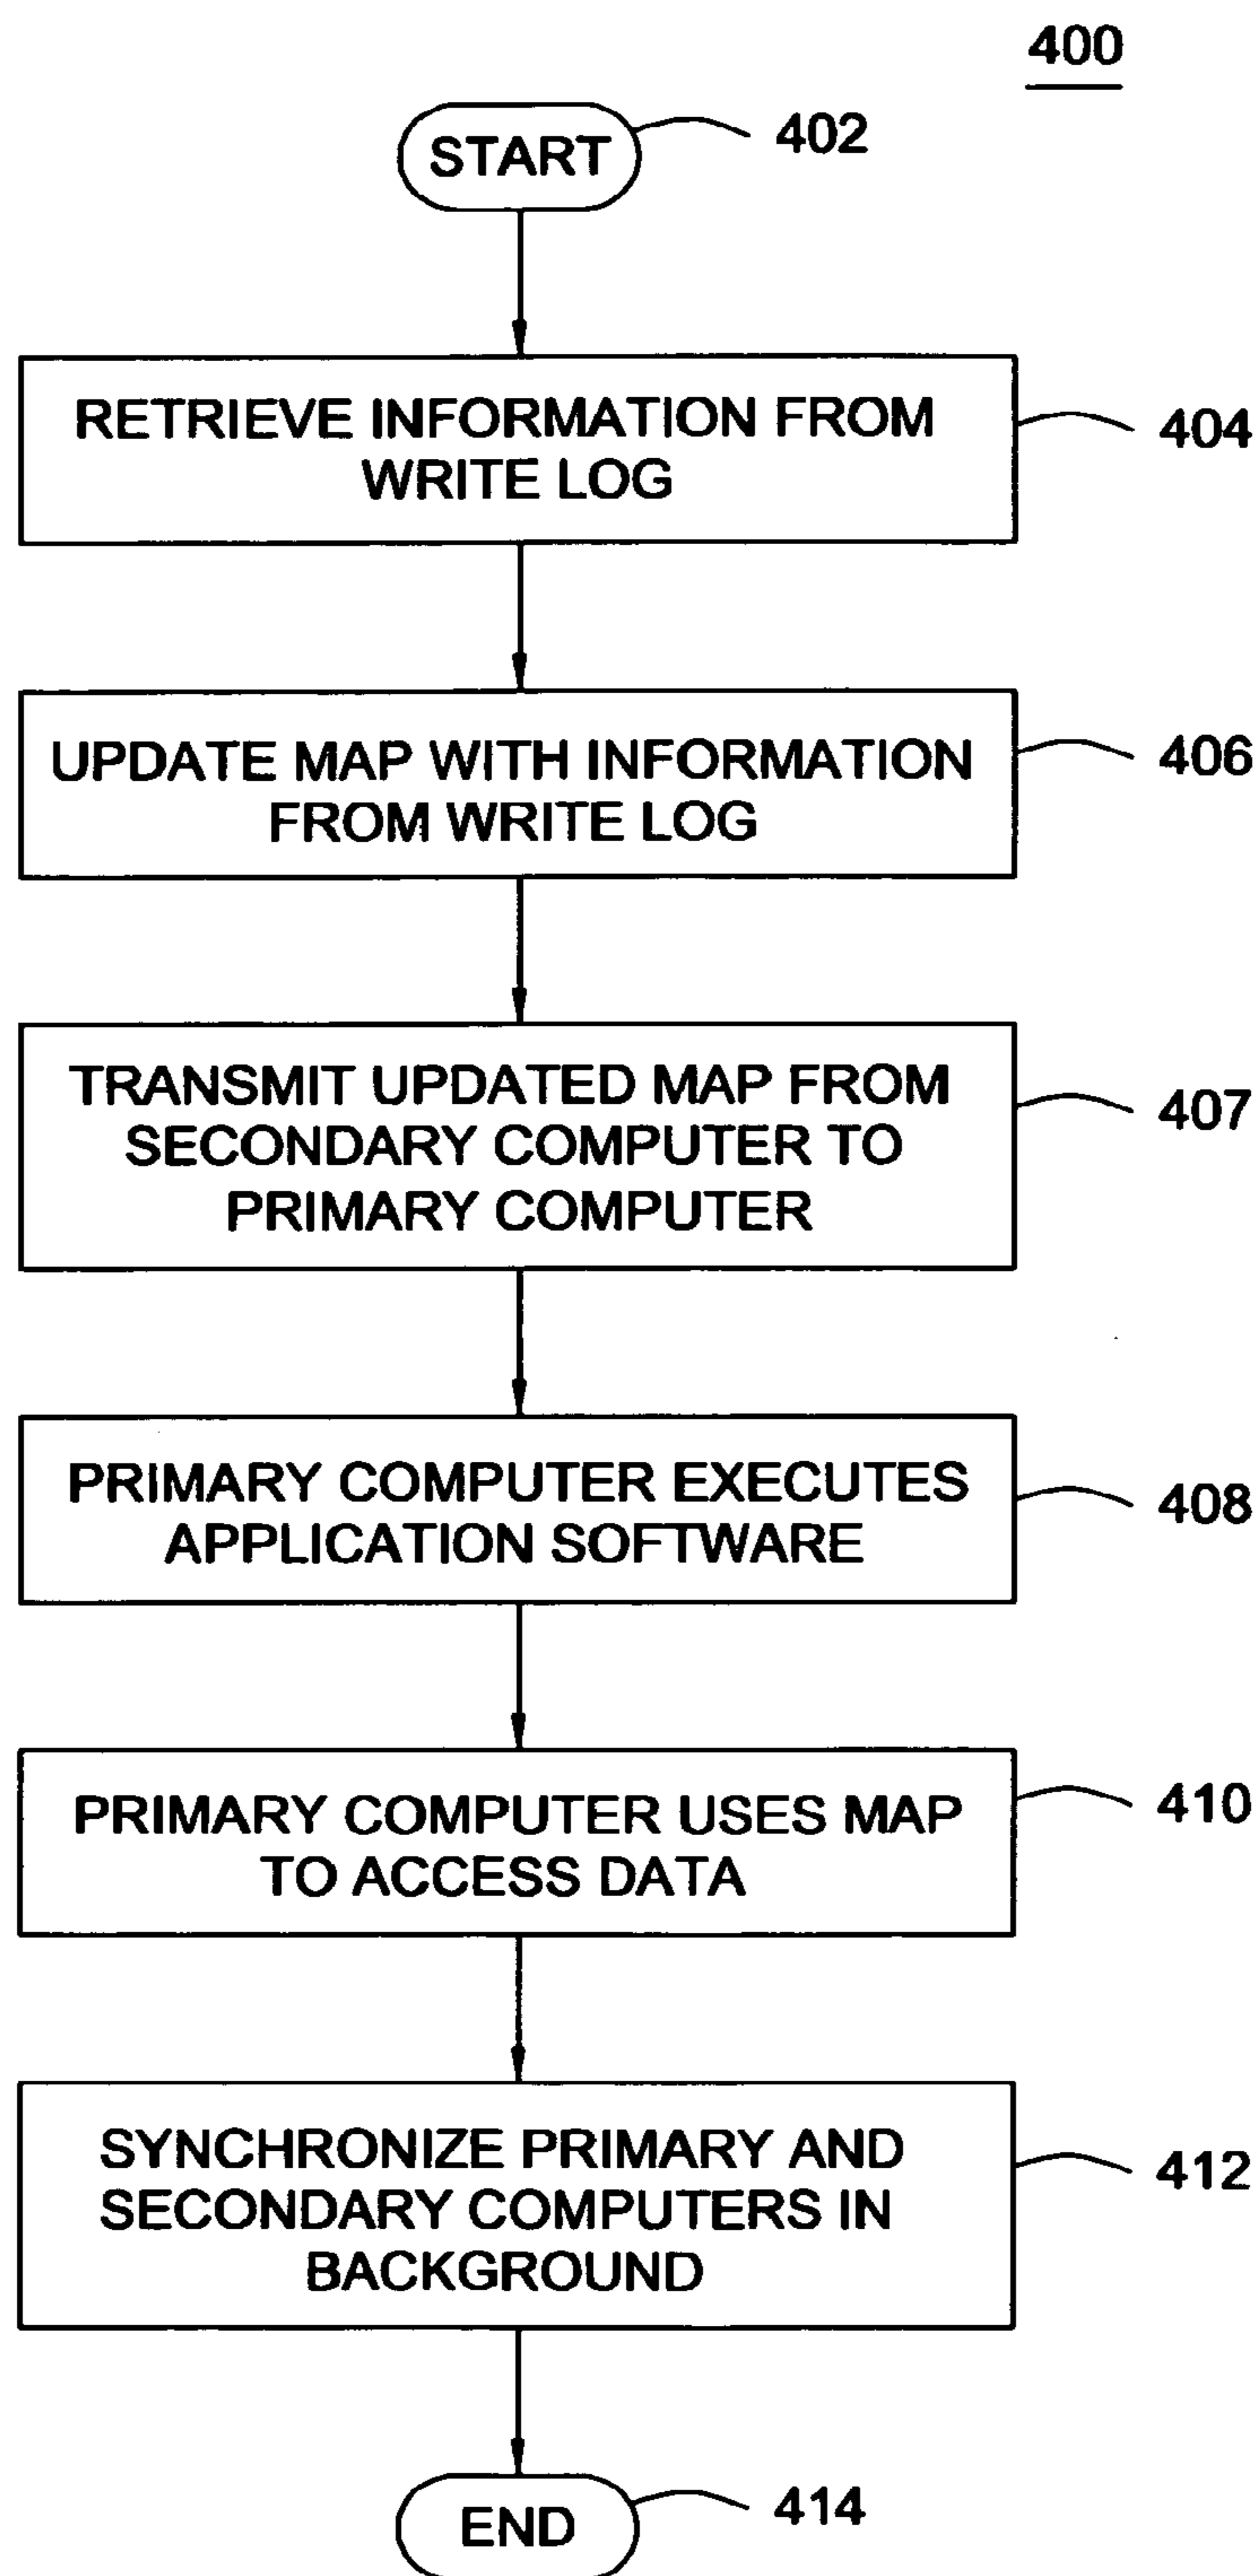 400
START
402
RETRIEVE INFORMATION FROM
WRITE LOG
404
UPDATE MAP WITH INFORMATION
FROM WRITE LOG
406
TRANSMIT UPDATED MAP FROM
SECONDARY COMPUTER TO
PRIMARY COMPUTER
407
PRIMARY COMPUTER EXECUTES
APPLICATION SOFTWARE
408
PRIMARY COMPUTER USES MAP
TO ACCESS DATA
410
SYNCHRONIZE PRIMARY AND
SECONDARY COMPUTERS IN
BACKGROUND
412
END
414